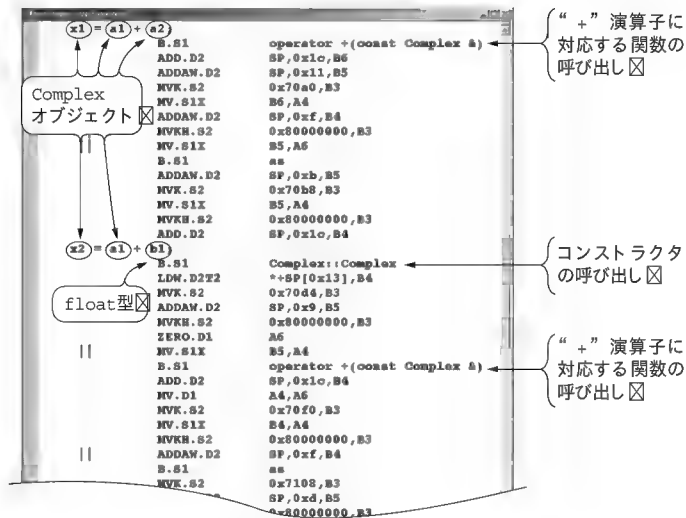 x1 = a1 + a2;
B.S1 operator +(const Complex &)
ADD.D2 SP,0x1c,B6
ADDAW.D2 SP,0x11,B5
MVK.S2 0x70a0,B3
MV.S1X B6,A4
ADDAW.D2 SP,0xf,B4
MVKH.S2 0x80000000,B3
|| MV.S1X B5,A6
B.S1 as
ADDAW.D2 SP,0xb,B5
MVK.S2 0x70b8,B3
MV.S1X B5,A4
MVKH.S2 0x80000000,B3
ADD.D2 SP,0x1c,B4
x2 = a1 + b1;
B.S1 Complex::Complex
LDW.D2T2 *+SP[0x13],B4
MVK.S2 0x70d4,B3
ADDAW.D2 SP,0x9,B5
MVKH.S2 0x80000000,B3
ZERO.D1 A6
|| MV.S1X B5,A4
B.S1 operator +(const Complex &)
ADD.D2 SP,0x1c,B4
MV.D1 A4,A6
MVK.S2 0x70f0,B3
MV.S1X B4,A4
MVKH.S2 0x80000000,B3
|| ADDAW.D2 SP,0xf,B4
B.S1 as
MVK.S2 0x7108,B3
SP,0xd,B5
0x80000000,B3
Complex
オブジェクト
float型
“+”演算子に
対応する関数の
呼び出し
コンストラクタ
の呼び出し
“+”演算子に
対応する関数の
呼び出し